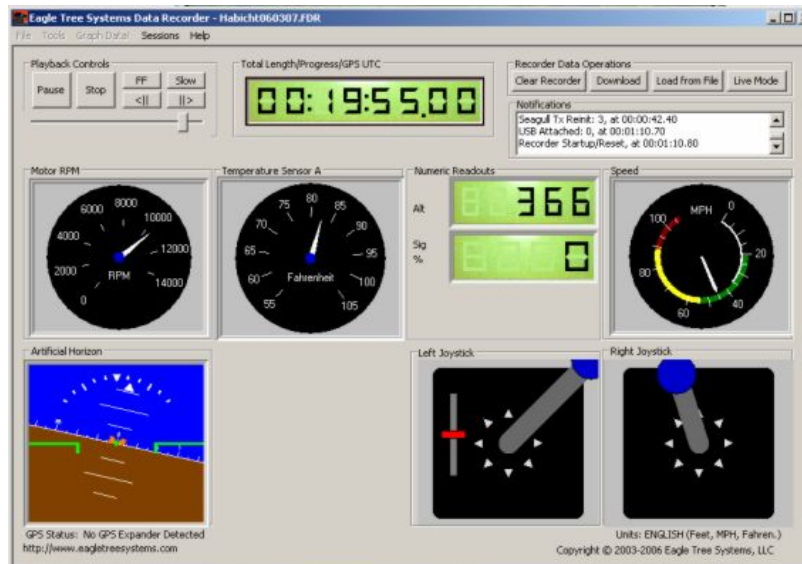 Eagle Tree Systems Data Recorder - Habicht060307.FDR
File Tools Graph Data! Sessions Help
Playback Controls
Pause
Stop
FF
Slow
<||
||>
Total Length/Progress/GPS UTC
00:19:55.00
Recorder Data Operations
Clear Recorder
Download
Load from File
Live Mode
Notifications
Seagull Tx Reinit: 3, at 00:00:42.40
USB Attached: 0, at 00:01:10.70
Recorder Startup/Reset, at 00:01:10.80
Motor RPM
0
2000
4000
6000
8000
10000
12000
14000
RPM
Temperature Sensor A
55
60
65
70
75
80
85
90
95
100
105
Fahrenheit
Numeric Readouts
Alt
366
Sig
%
0
Speed
MPH
0
20
40
60
80
100
Artificial Horizon
Left Joystick
Right Joystick
GPS Status: No GPS Expander Detected
http://www.eagletreesystems.com
Units: ENGLISH (Feet, MPH, Fahren.)
Copyright © 2003-2006 Eagle Tree Systems, LLC